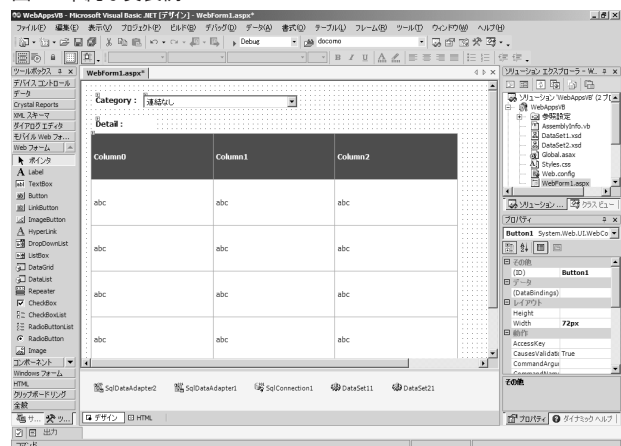 WebAppsVB - Microsoft Visual Basic .NET [デザイン] - WebForm1.aspx*
ファイル(F) 編集(E) 表示(V) プロジェクト(P) ビルド(B) デバッグ(D) データ(A) 書式(O) テーブル(L) フレーム(R) ツール(T) ウィンドウ(W) ヘルプ(H)
Debug docomo
ツールボックス
デバイス コントロール
データ
Crystal Reports
XML スキーマ
ダイアログ エディタ
モバイル Web フォ...
Web フォーム
ポインタ
Label
TextBox
Button
LinkButton
ImageButton
HyperLink
DropDownList
ListBox
DataGrid
DataList
Repeater
CheckBox
CheckBoxList
RadioButtonList
RadioButton
Image
コンポーネント
Windows フォーム
HTML
クリップボード リング
全般
サ... ツ...
出力
WebForm1.aspx*
Category : 連結なし
Detail :
Column0 Column1 Column2
abc abc abc
abc abc abc
abc abc abc
abc abc abc
SqlDataAdapter2 SqlDataAdapter1 SqlConnection1 DataSet11 DataSet21
デザイン HTML
ソリューション エクスプローラ - W...
ソリューション 'WebAppsVB' (2 プ(
WebAppsVB
参照設定
AssemblyInfo.vb
DataSet1.xsd
DataSet2.xsd
Global.asax
Styles.css
Web.config
WebForm1.aspx
ソリューション ... クラス ビュー
プロパティ
Button1 System.Web.UI.WebCo
その他
(ID) Button1
データ
(DataBindings)
レイアウト
Height
Width 72px
動作
AccessKey
CausesValidati True
CommandArgu
その他
プロパティ ダイナミック ヘルプ